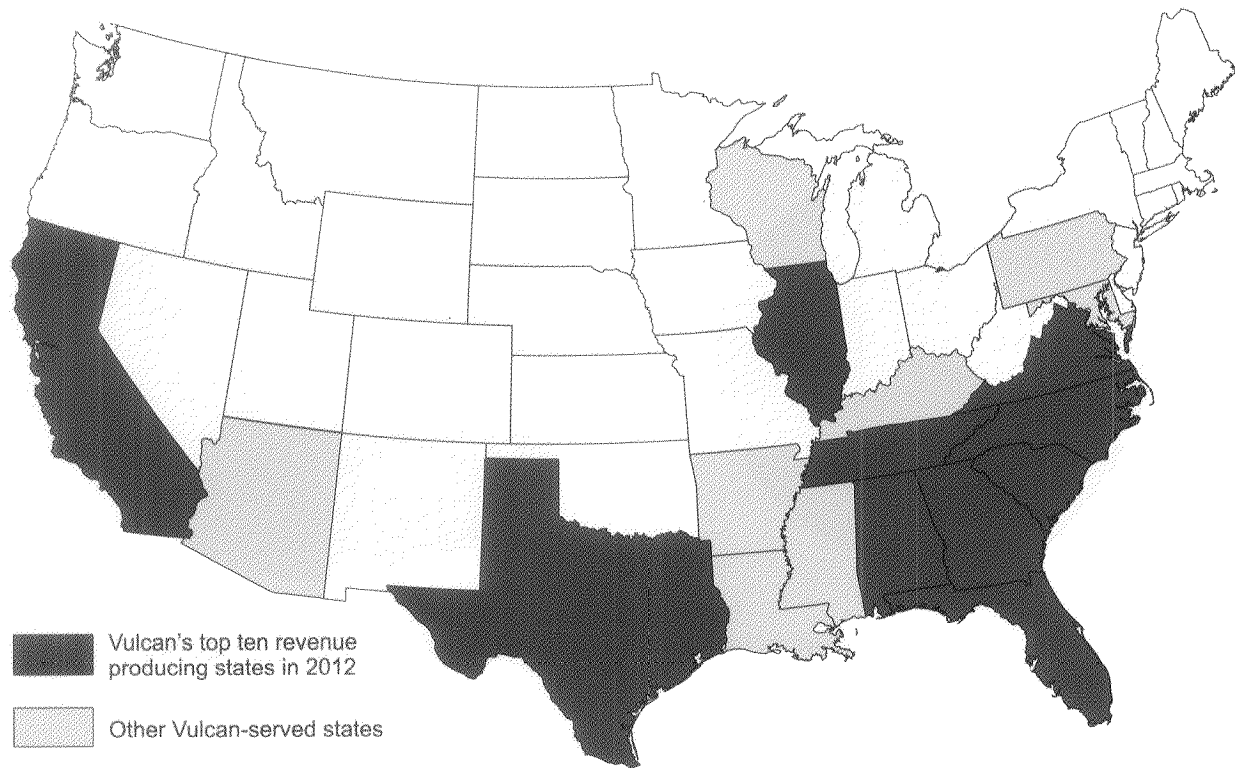 Vulcan's top ten revenue
producing states in 2012
Other Vulcan-served states